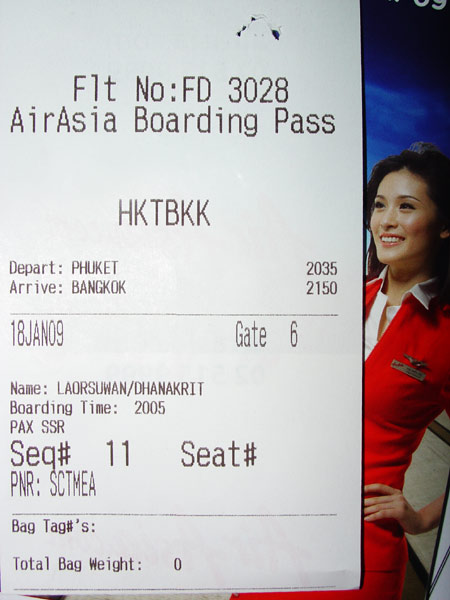 Flt No:FD 3028
AirAsia Boarding Pass
HKTBKK
Depart: PHUKET 2035
Arrive: BANGKOK 2150
18JAN09 Gate 6
Name: LAORSUWAN/DHANAKRIT
Boarding Time: 2005
PAX SSR
Seq# 11 Seat#
PNR: SCTMEA
Bag Tag#'s:
Total Bag Weight: 0